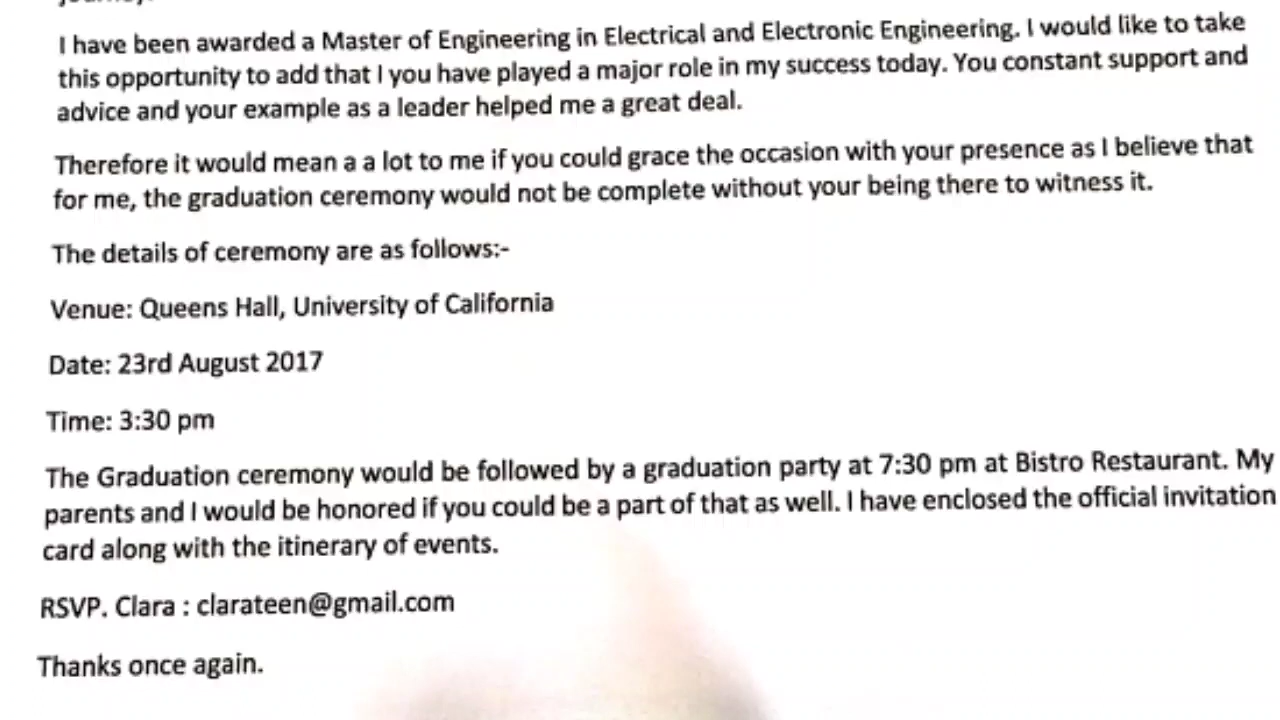 journey.
I have been awarded a Master of Engineering in Electrical and Electronic Engineering. I would like to take
this opportunity to add that I you have played a major role in my success today. You constant support and
advice and your example as a leader helped me a great deal.
Therefore it would mean a a lot to me if you could grace the occasion with your presence as I believe that
for me, the graduation ceremony would not be complete without your being there to witness it.
The details of ceremony are as follows:-
Venue: Queens Hall, University of California
Date: 23rd August 2017
Time: 3:30 pm
The Graduation ceremony would be followed by a graduation party at 7:30 pm at Bistro Restaurant. My
parents and I would be honored if you could be a part of that as well. I have enclosed the official invitation
card along with the itinerary of events.
RSVP. Clara : clarateen@gmail.com
Thanks once again.